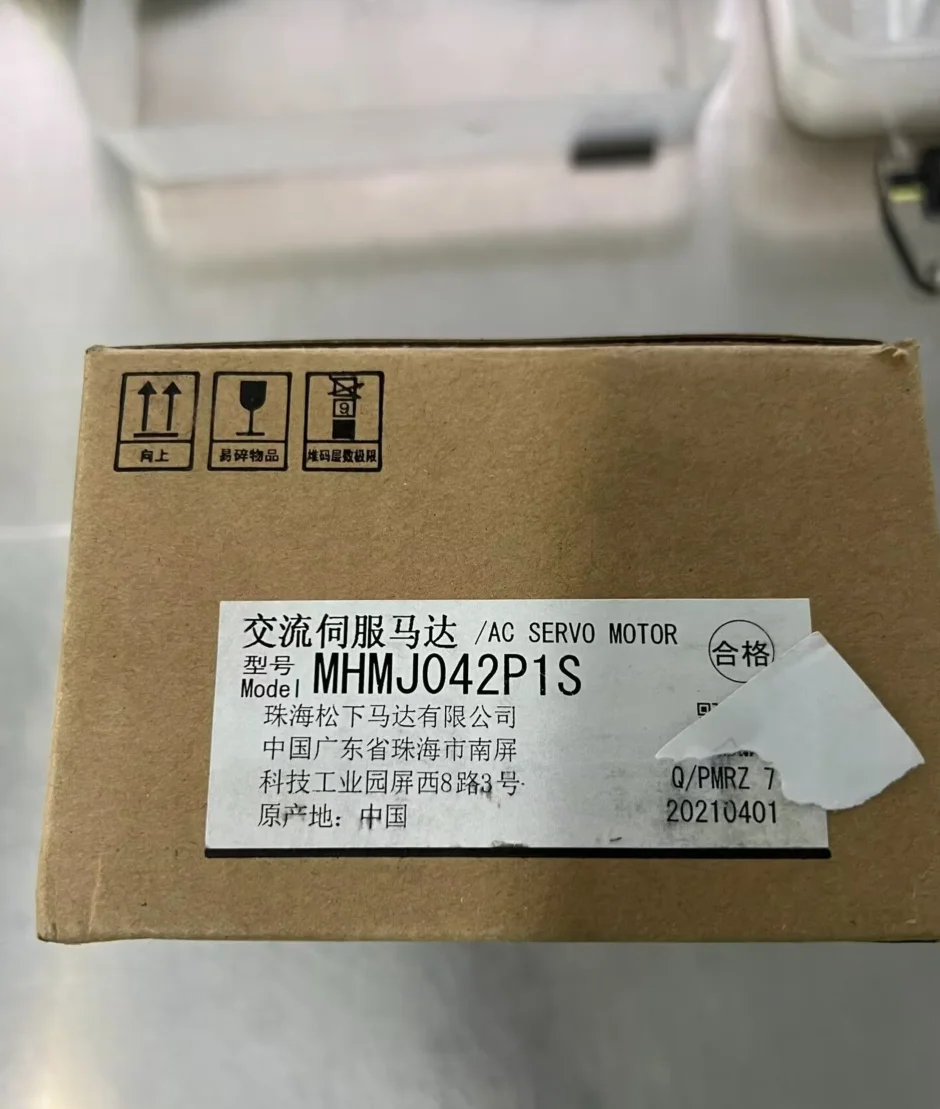 向上
易碎物品
9
堆码层数极限
交流伺服马达 /AC SERVO MOTOR
合格
型号
Model MHMJ042P1S
珠海松下马达有限公司
中国广东省珠海市南屏
科技工业园屏西8路3号
原产地：中国
Q/PMRZ 7
20210401